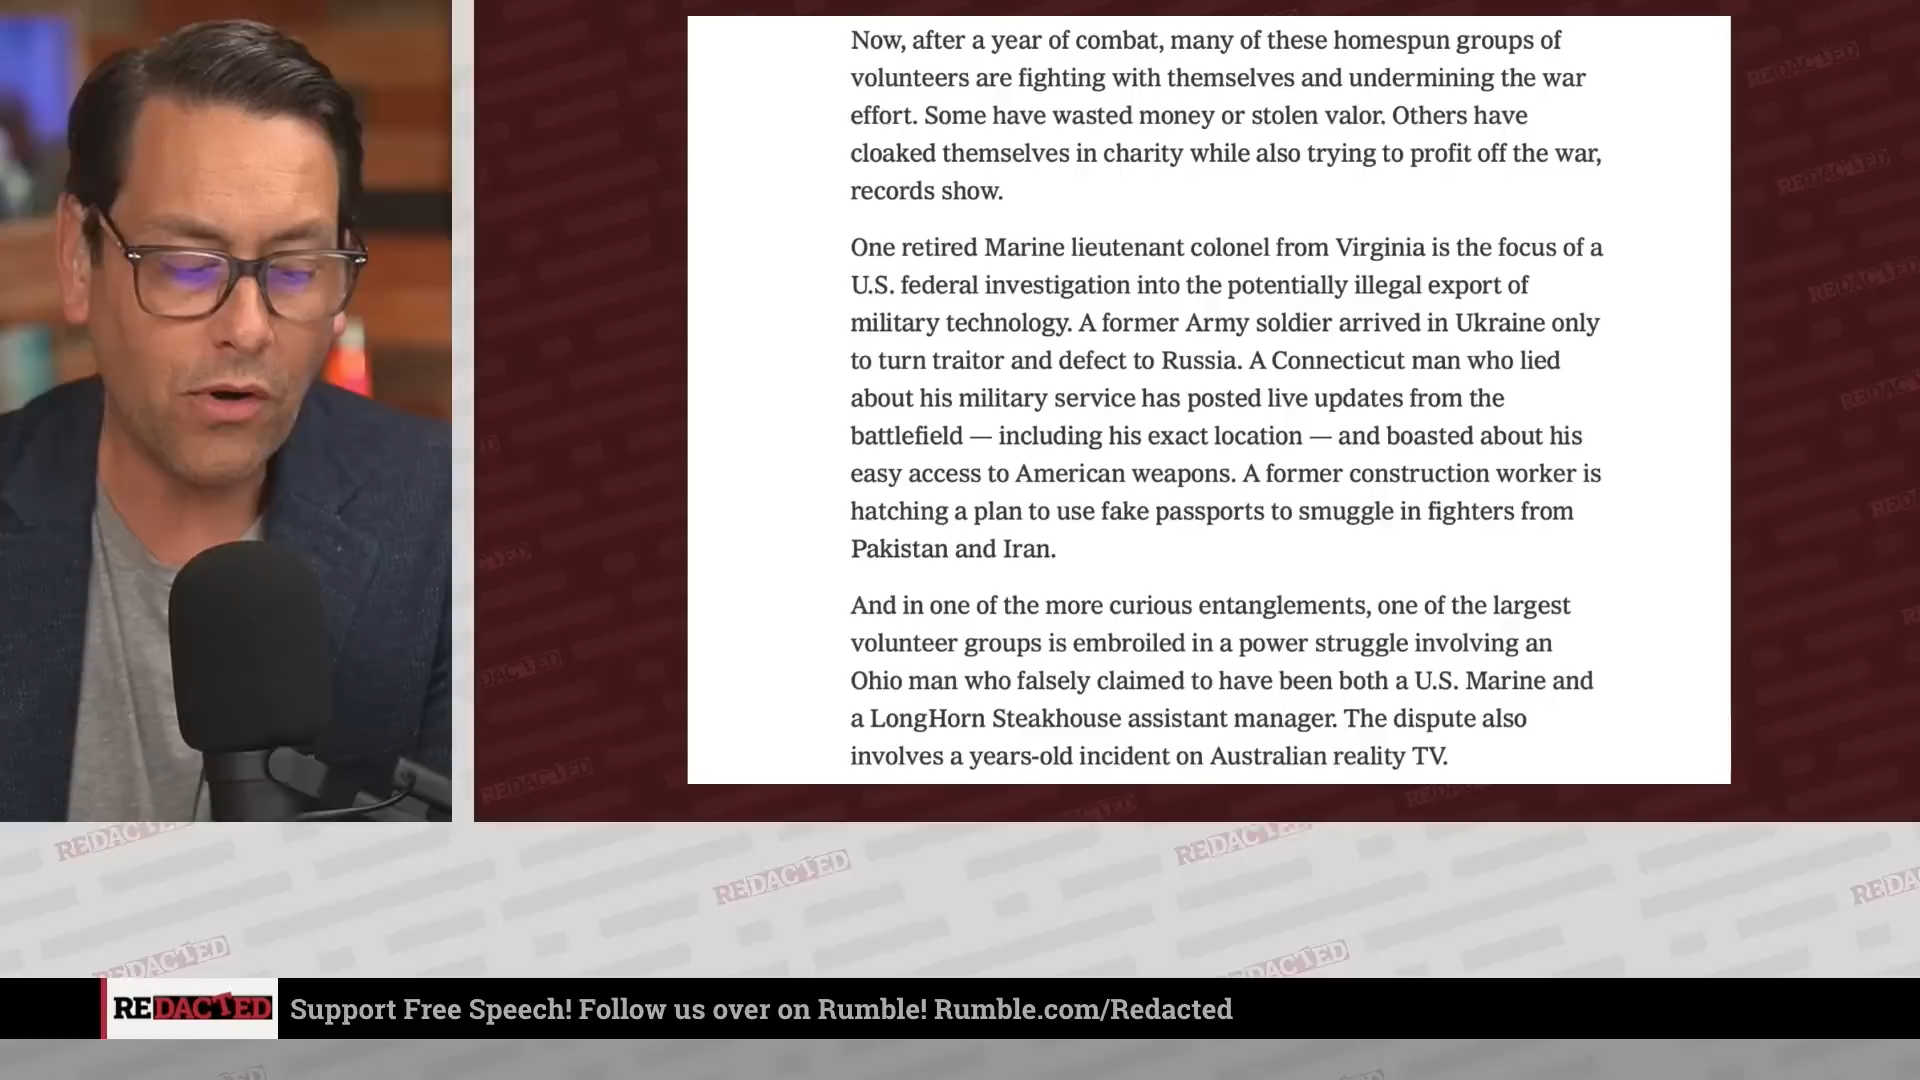 Now, after a year of combat, many of these homespun groups of
volunteers are fighting with themselves and undermining the war
effort. Some have wasted money or stolen valor. Others have
cloaked themselves in charity while also trying to profit off the war,
records show.
One retired Marine lieutenant colonel from Virginia is the focus of a
U.S. federal investigation into the potentially illegal export of
military technology. A former Army soldier arrived in Ukraine only
to turn traitor and defect to Russia. A Connecticut man who lied
about his military service has posted live updates from the
battlefield — including his exact location — and boasted about his
easy access to American weapons. A former construction worker is
hatching a plan to use fake passports to smuggle in fighters from
Pakistan and Iran.
And in one of the more curious entanglements, one of the largest
volunteer groups is embroiled in a power struggle involving an
Ohio man who falsely claimed to have been both a U.S. Marine and
a LongHorn Steakhouse assistant manager. The dispute also
involves a years-old incident on Australian reality TV.
REDACTED
REDACTED
REDACTED
REDACTED
REDACTED Support Free Speech! Follow us over on Rumble! Rumble.com/Redacted